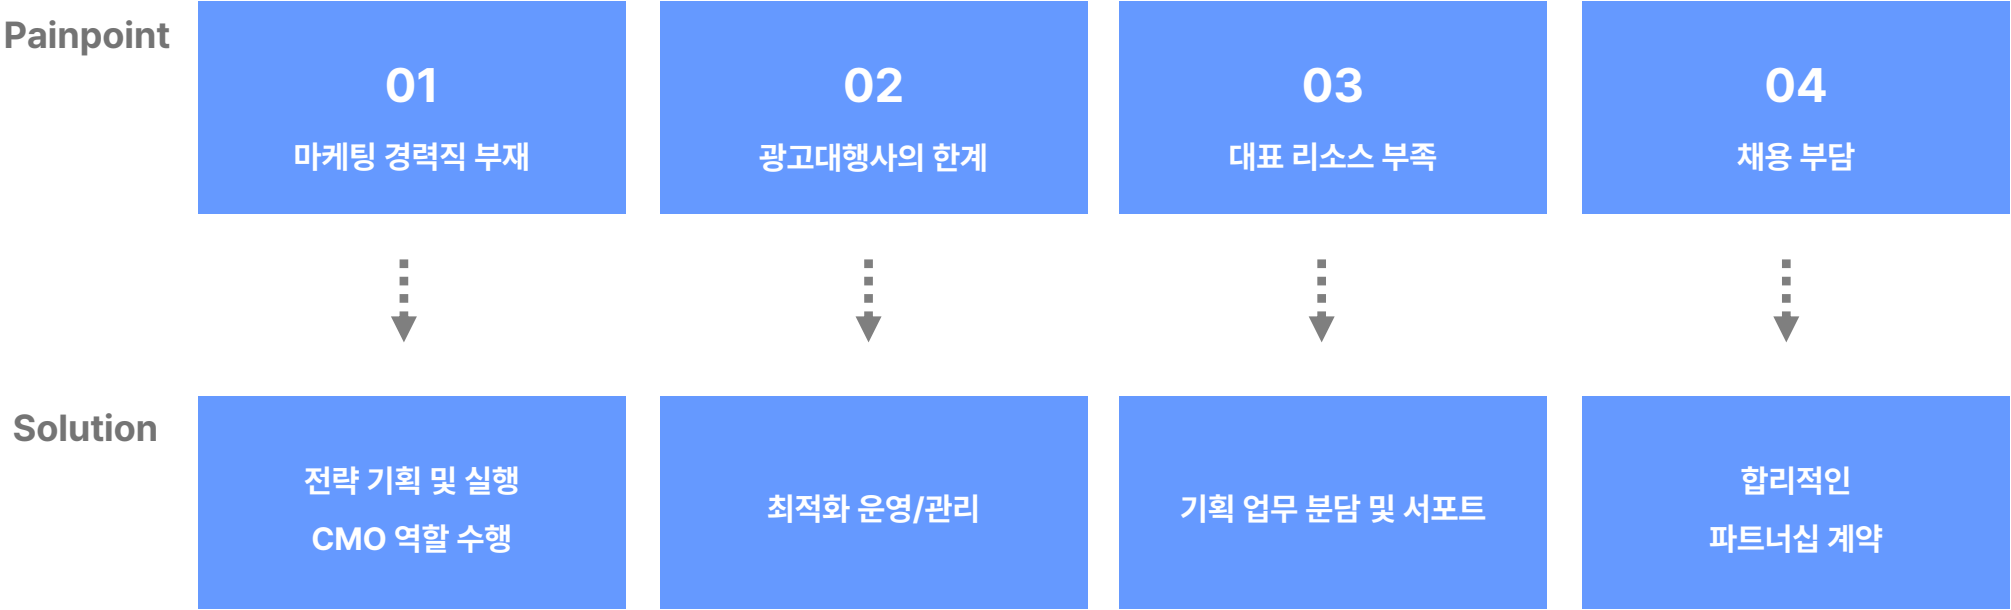 Painpoint
01
마케팅 경력직 부재
02
광고대행사의 한계
03
대표 리소스 부족
04
채용 부담
Solution
전략 기획 및 실행
CMO 역할 수행
최적화 운영/관리
기획 업무 분담 및 서포트
합리적인
파트너십 계약